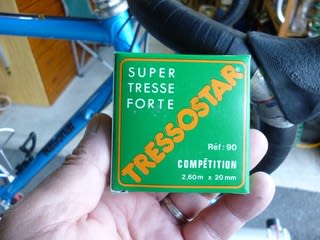 SUPER
TRESSE
FORTE
TRESSOSTAR
Réf: 90
COMPÉTITION
2,60m x 20mm